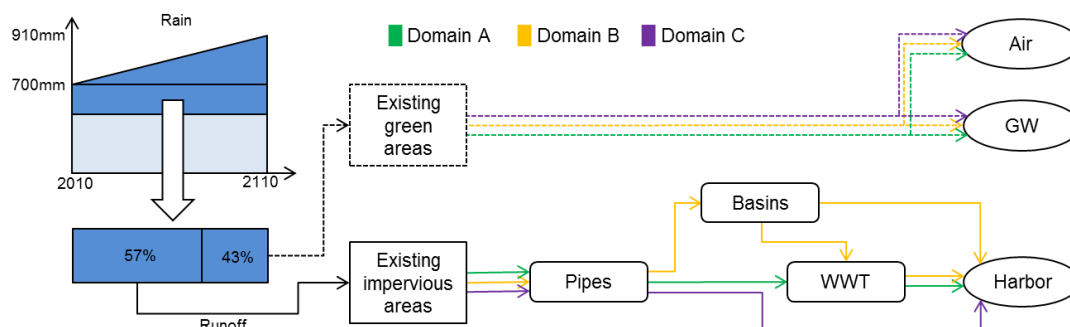 Rain
910mm
700mm
2010
2110
57%
43%
Runoff
Domain A
Domain B
Domain C
Existing
green
areas
Existing
impervious
areas
Pipes
Basins
WWT
Air
GW
Harbor